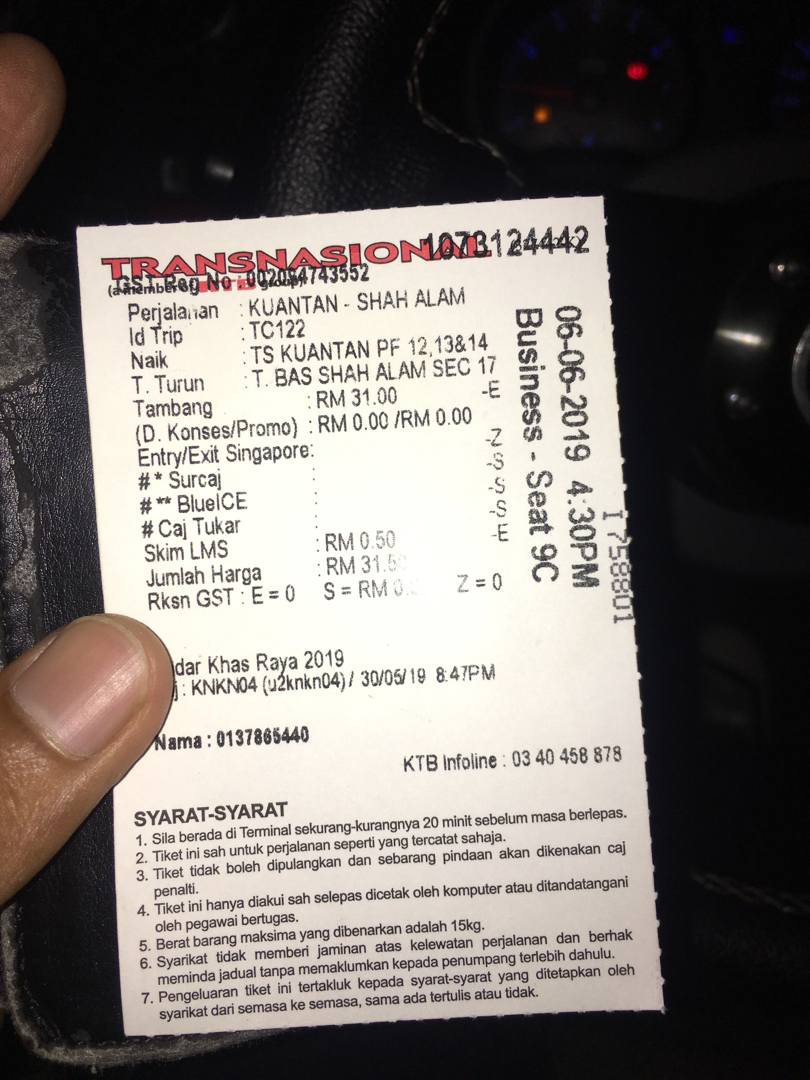 TRANSNASIONAL 1073124442
GST Reg No : 002064743552
(a member of group)
Perjalanan : KUANTAN - SHAH ALAM
Id Trip : TC122
Naik : TS KUANTAN PF 12,13&14
T. Turun : T. BAS SHAH ALAM SEC 17
Tambang : RM 31.00 -E
(D. Konses/Promo) : RM 0.00 /RM 0.00
Entry/Exit Singapore: -Z
# * Surcaj : -S
# ** BlueICE : -S
# Caj Tukar : -S
Skim LMS : RM 0.50 -E
Jumlah Harga : RM 31.50
Rksn GST : E = 0 S = RM 0. Z = 0
06-06-2019 4:30PM
Business - Seat 9C
I 758801
dar Khas Raya 2019
j : KNKN04 (u2knkn04) / 30/05/19 8:47PM
Nama : 0137865440
KTB Infoline : 03 40 458 878
SYARAT-SYARAT
1. Sila berada di Terminal sekurang-kurangnya 20 minit sebelum masa berlepas.
2. Tiket ini sah untuk perjalanan seperti yang tercatat sahaja.
3. Tiket tidak boleh dipulangkan dan sebarang pindaan akan dikenakan caj
penalti.
4. Tiket ini hanya diakui sah selepas dicetak oleh komputer atau ditandatangani
oleh pegawai bertugas.
5. Berat barang maksima yang dibenarkan adalah 15kg.
6. Syarikat tidak memberi jaminan atas kelewatan perjalanan dan berhak
meminda jadual tanpa memaklumkan kepada penumpang terlebih dahulu.
7. Pengeluaran tiket ini tertakluk kepada syarat-syarat yang ditetapkan oleh
syarikat dari semasa ke semasa, sama ada tertulis atau tidak.